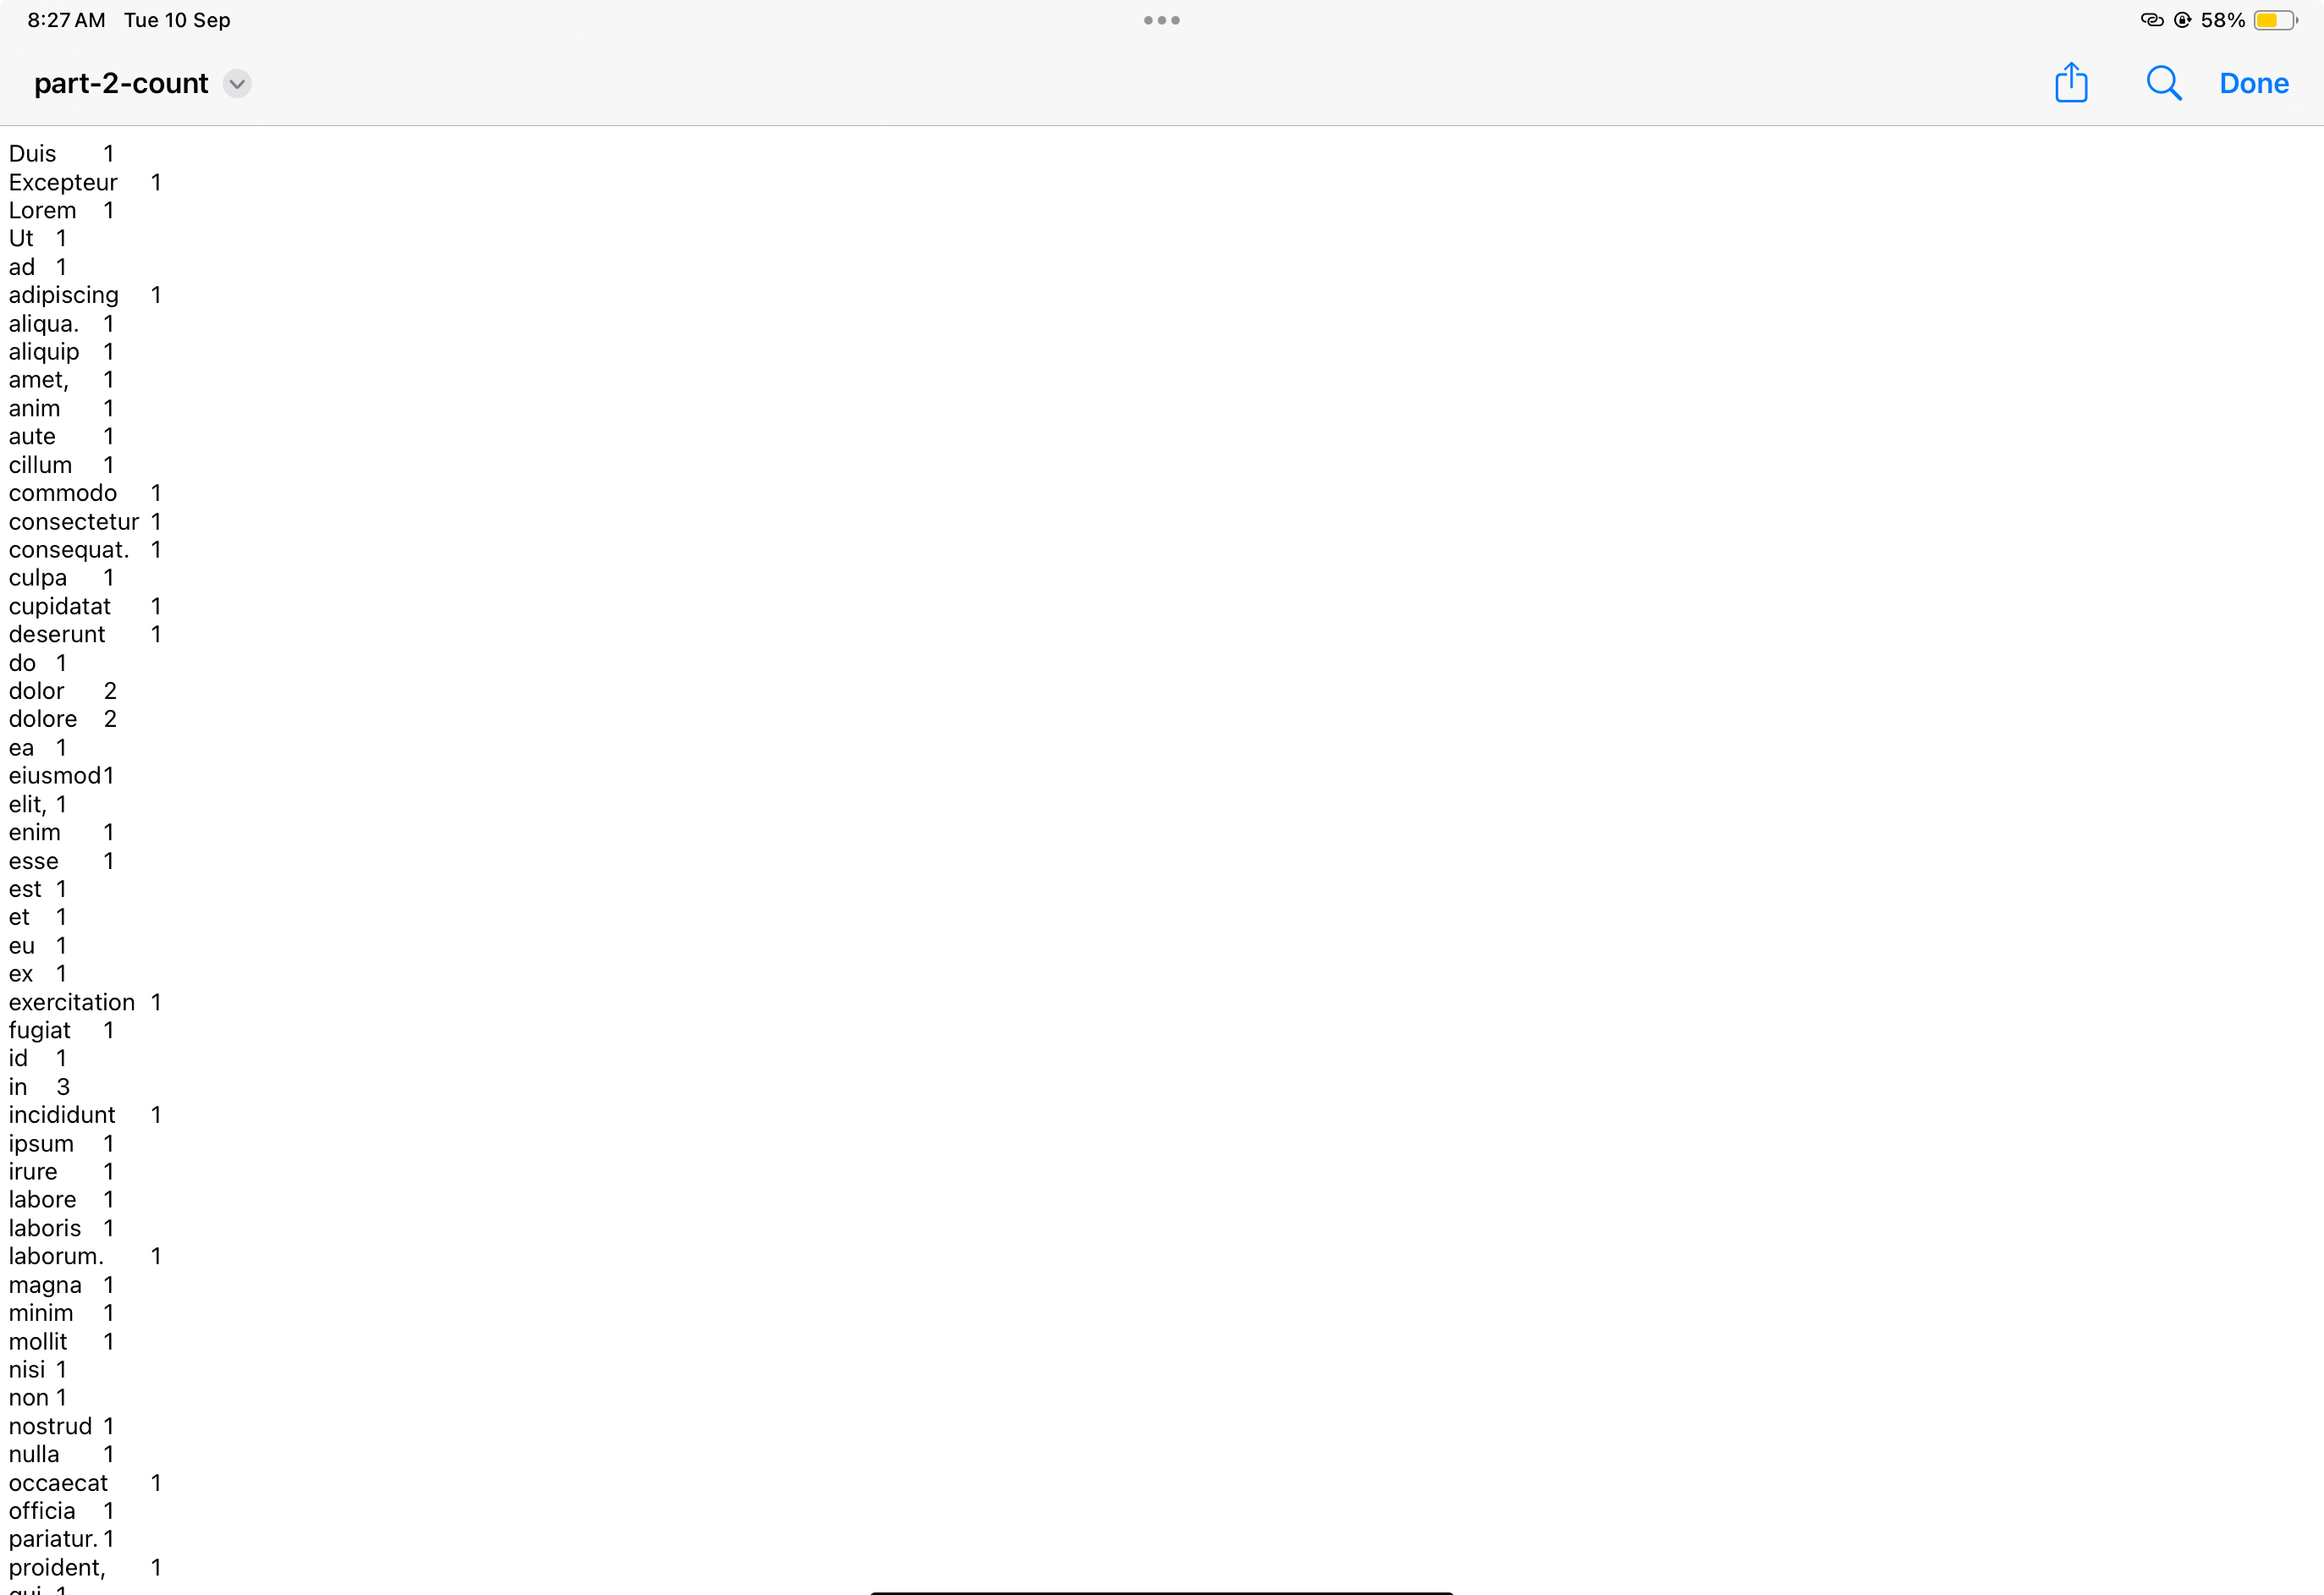 8:27 AM Tue 10 Sep
58%
part-2-count
Done
Duis 1
Excepteur 1
Lorem 1
Ut 1
ad 1
adipiscing 1
aliqua. 1
aliquip 1
amet, 1
anim 1
aute 1
cillum 1
commodo 1
consectetur 1
consequat. 1
culpa 1
cupidatat 1
deserunt 1
do 1
dolor 2
dolore 2
ea 1
eiusmod 1
elit, 1
enim 1
esse 1
est 1
et 1
eu 1
ex 1
exercitation 1
fugiat 1
id 1
in 3
incididunt 1
ipsum 1
irure 1
labore 1
laboris 1
laborum. 1
magna 1
minim 1
mollit 1
nisi 1
non 1
nostrud 1
nulla 1
occaecat 1
officia 1
pariatur. 1
proident, 1
qui 1